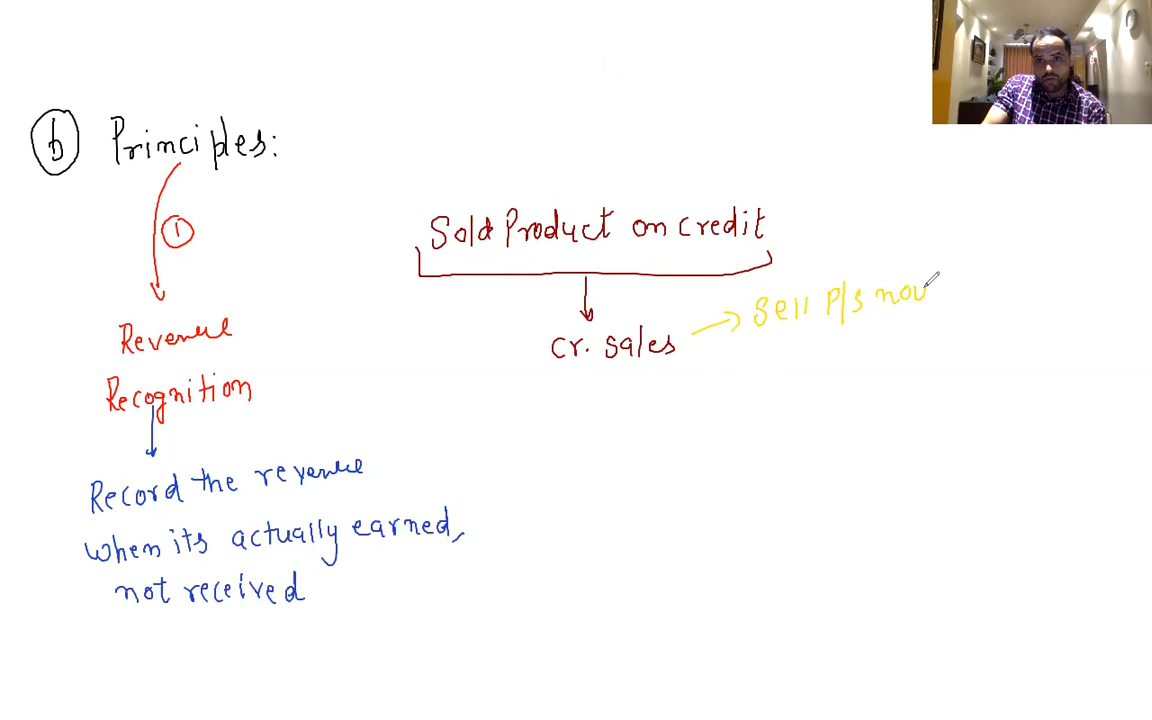 b Principles:
1
Revenue
Recognition
Record the revenue
when its actually earned,
not received
Sold Product on credit
cr. sales
Sell P/s now